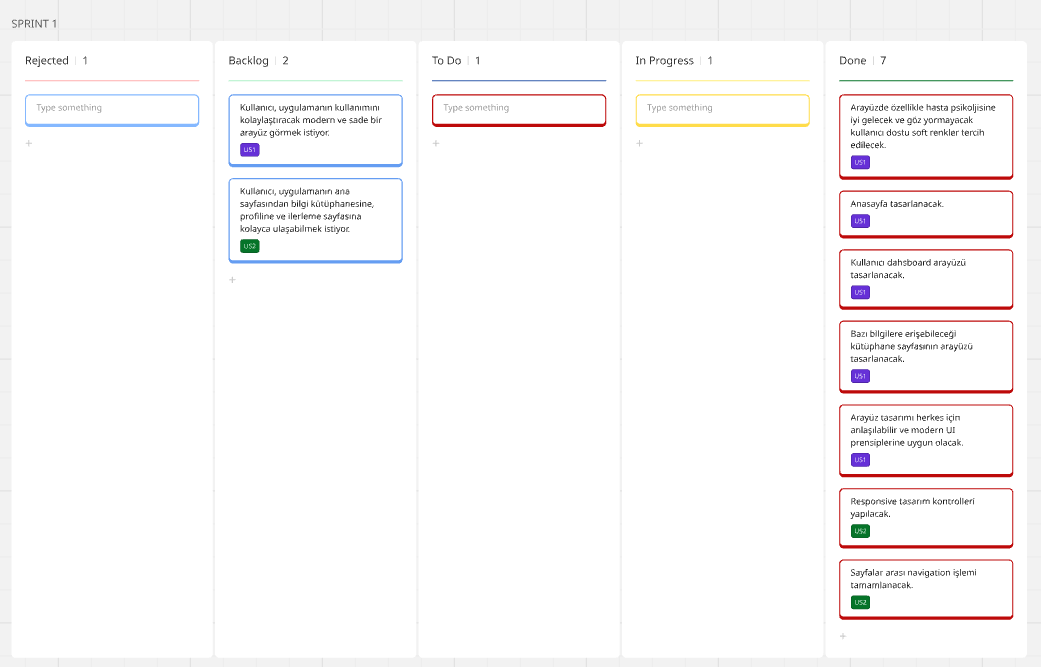 SPRINT 1
Rejected 1
Type something
+
Backlog 2
Kullanıcı, uygulamanın kullanımını
kolaylaştıracak modern ve sade bir
arayüz görmek istiyor.
US1
Kullanıcı, uygulamanın ana
sayfasından bilgi kütüphanesine,
profiline ve ilerleme sayfasına
kolayca ulaşabilmek istiyor.
US2
+
To Do 1
Type something
+
In Progress 1
Type something
+
Done 7
Arayüzde özellikle hasta psikoljisine
iyi gelecek ve göz yormayacak
kullanıcı dostu soft renkler tercih
edilecek.
US1
Anasayfa tasarlanacak.
US1
Kullanıcı dahsboard arayüzü
tasarlanacak.
US1
Bazı bilgilere erişebileceği
kütüphane sayfasının arayüzü
tasarlanacak.
US1
Arayüz tasarımı herkes için
anlaşılabilir ve modern UI
prensiplerine uygun olacak.
US1
Responsive tasarım kontrolleri
yapılacak.
US2
Sayfalar arası navigation işlemi
tamamlanacak.
US2
+